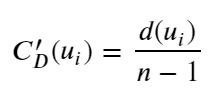 C′_D(u_i) = d(u_i) / (n − 1)